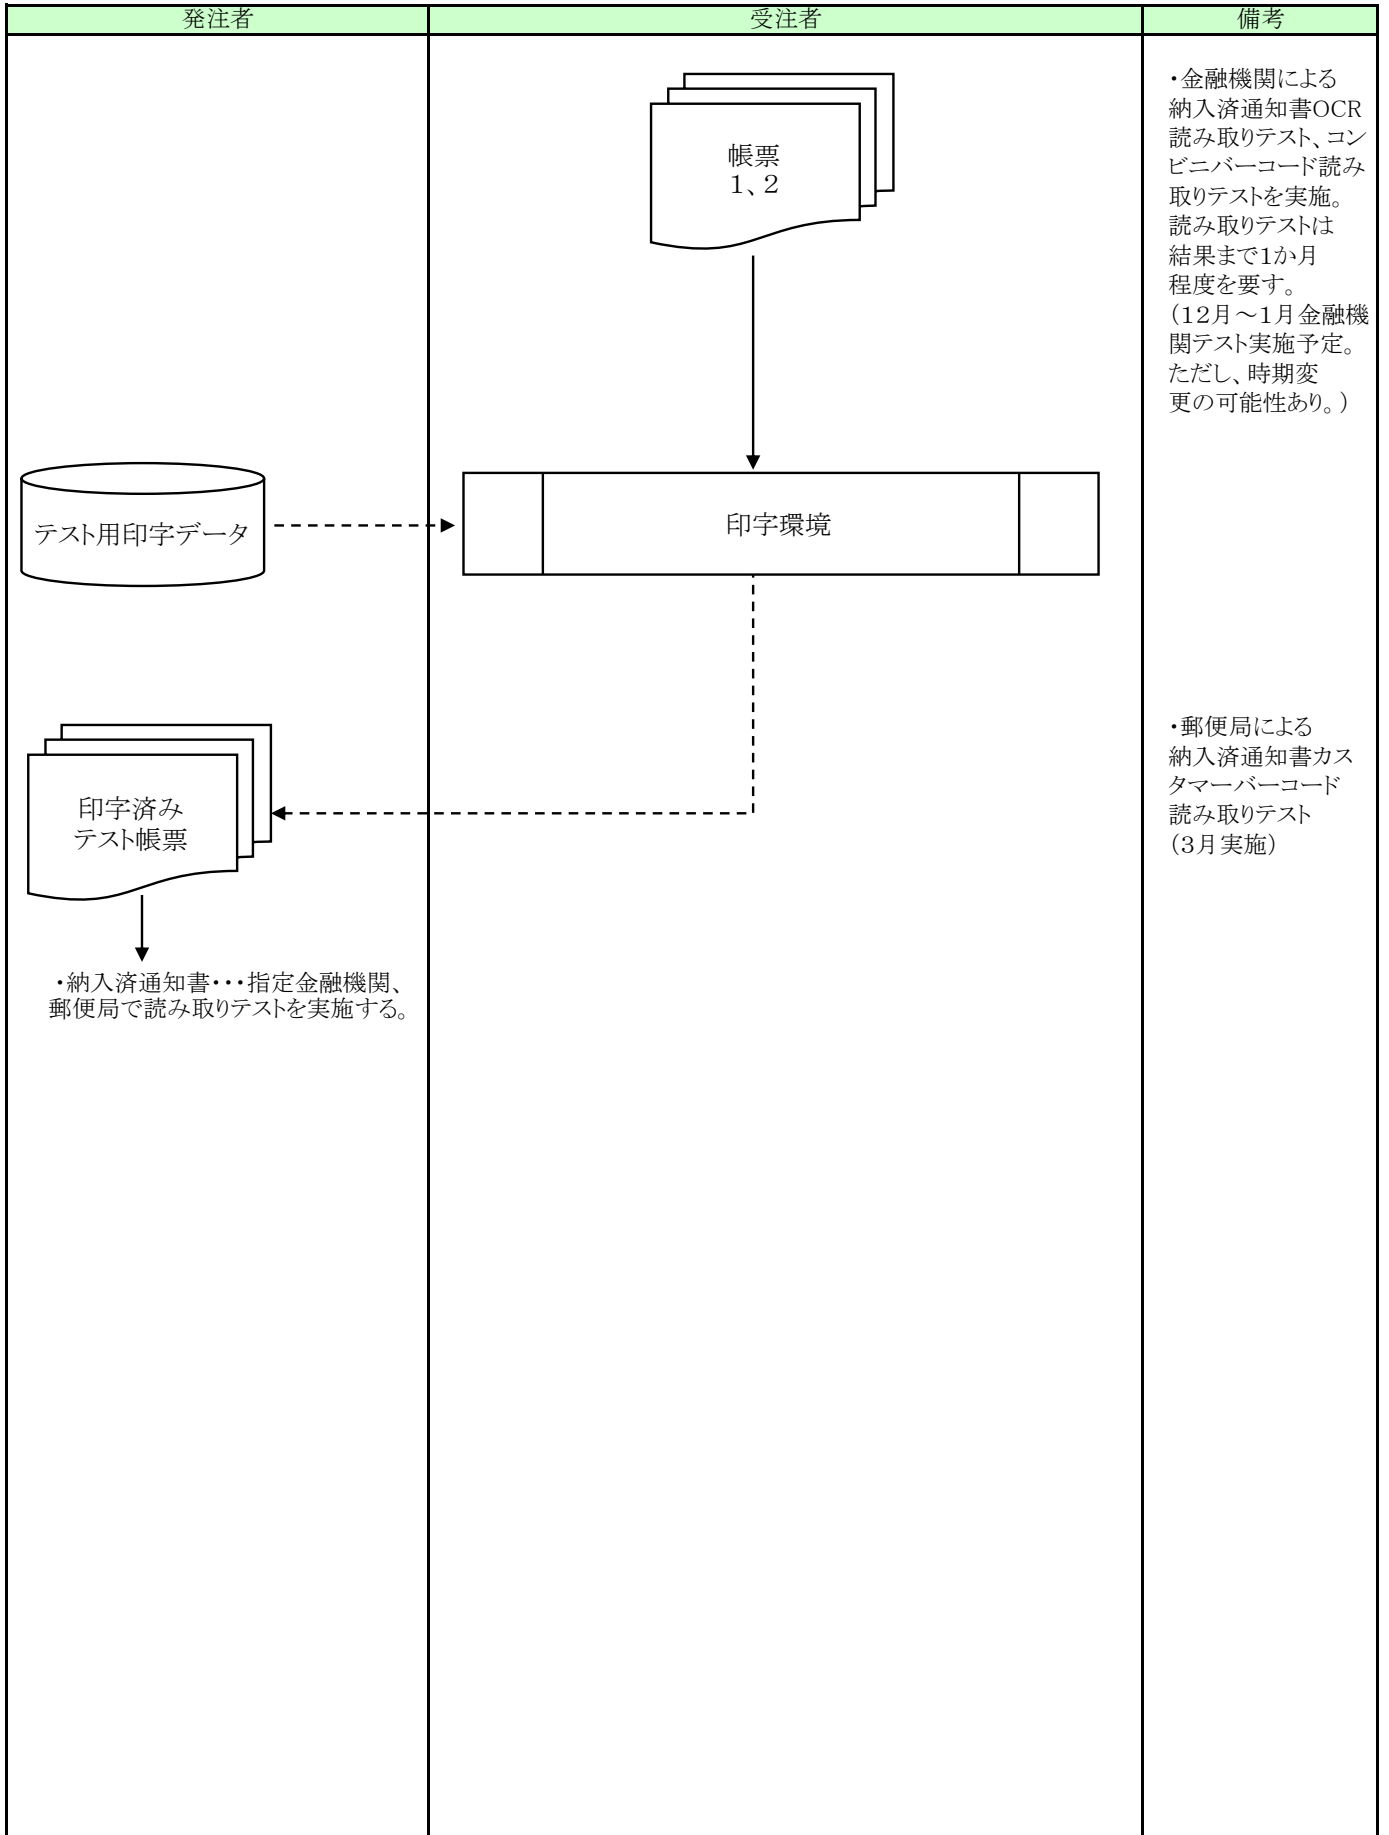 発注者
受注者
備考
帳票
１、２
・金融機関による
納入済通知書OCR
読み取りテスト、コン
ビニバーコード読み
取りテストを実施。
読み取りテストは
結果まで１か月
程度を要す。
（１２月～１月金融機
関テスト実施予定。
ただし、時期変
更の可能性あり。）
テスト用印字データ
印字環境
印字済み
テスト帳票
・郵便局による
納入済通知書カス
タマーバーコード
読み取りテスト
（３月実施）
・納入済通知書・・・指定金融機関、
郵便局で読み取りテストを実施する。